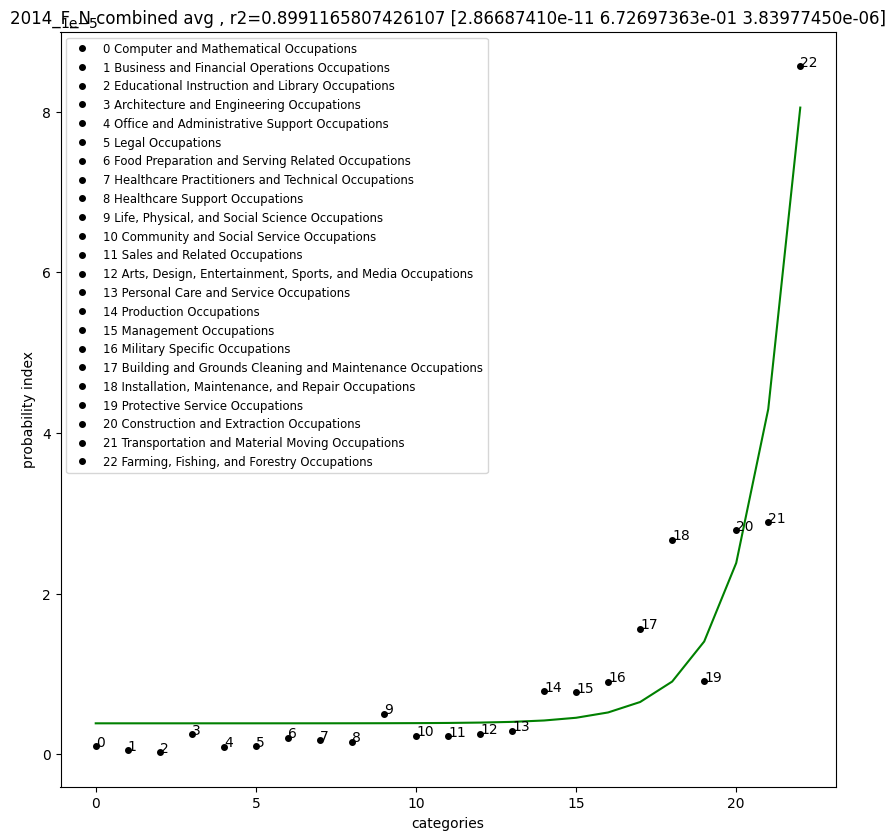 2014_F_N combined avg , r2=0.8991165807426107 [2.86687410e-11 6.72697363e-01 3.83977450e-06]
1e-5
0 Computer and Mathematical Occupations
1 Business and Financial Operations Occupations
2 Educational Instruction and Library Occupations
3 Architecture and Engineering Occupations
4 Office and Administrative Support Occupations
5 Legal Occupations
6 Food Preparation and Serving Related Occupations
7 Healthcare Practitioners and Technical Occupations
8 Healthcare Support Occupations
9 Life, Physical, and Social Science Occupations
10 Community and Social Service Occupations
11 Sales and Related Occupations
12 Arts, Design, Entertainment, Sports, and Media Occupations
13 Personal Care and Service Occupations
14 Production Occupations
15 Management Occupations
16 Military Specific Occupations
17 Building and Grounds Cleaning and Maintenance Occupations
18 Installation, Maintenance, and Repair Occupations
19 Protective Service Occupations
20 Construction and Extraction Occupations
21 Transportation and Material Moving Occupations
22 Farming, Fishing, and Forestry Occupations
probability index
8
6
4
2
0
0
1
2
3
4
5
6
7
8
9
10
11
12
13
14
15
16
17
18
19
20
21
22
0 5 10 15 20
categories